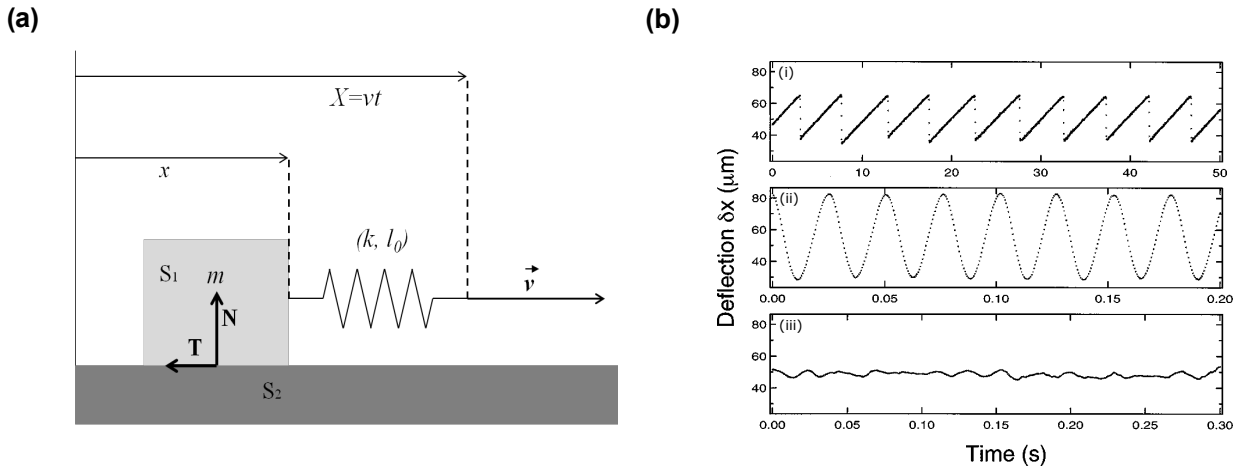 (a)
X=vt
x
(k, l₀)
S₁
m
N
T
S₂
v⃗
(b)
Deflection δx (μm)
(i)
80
60
40
0 10 20 30 40 50
(ii)
80
60
40
0.00 0.05 0.10 0.15 0.20
(iii)
80
60
40
0.00 0.05 0.10 0.15 0.20 0.25 0.30
Time (s)